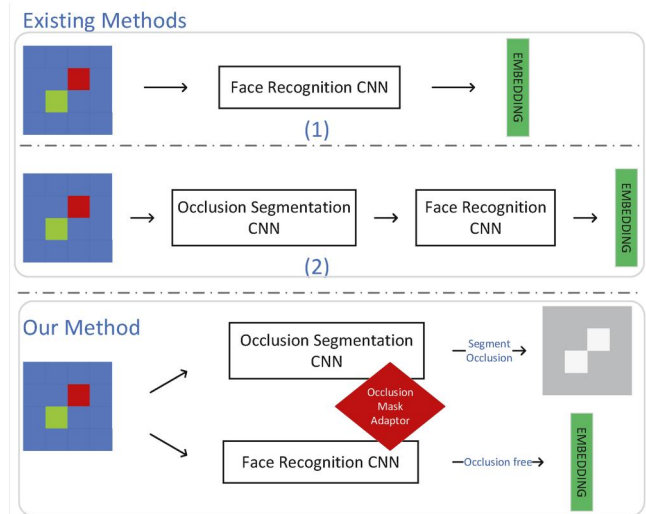 Existing Methods
Face Recognition CNN
EMBEDDING
(1)
Occlusion Segmentation
CNN
Face Recognition
CNN
EMBEDDING
(2)
Our Method
Occlusion Segmentation
CNN
Segment
Occlusion
Occlusion
Mask
Adaptor
Face Recognition CNN
Occlusion free
EMBEDDING